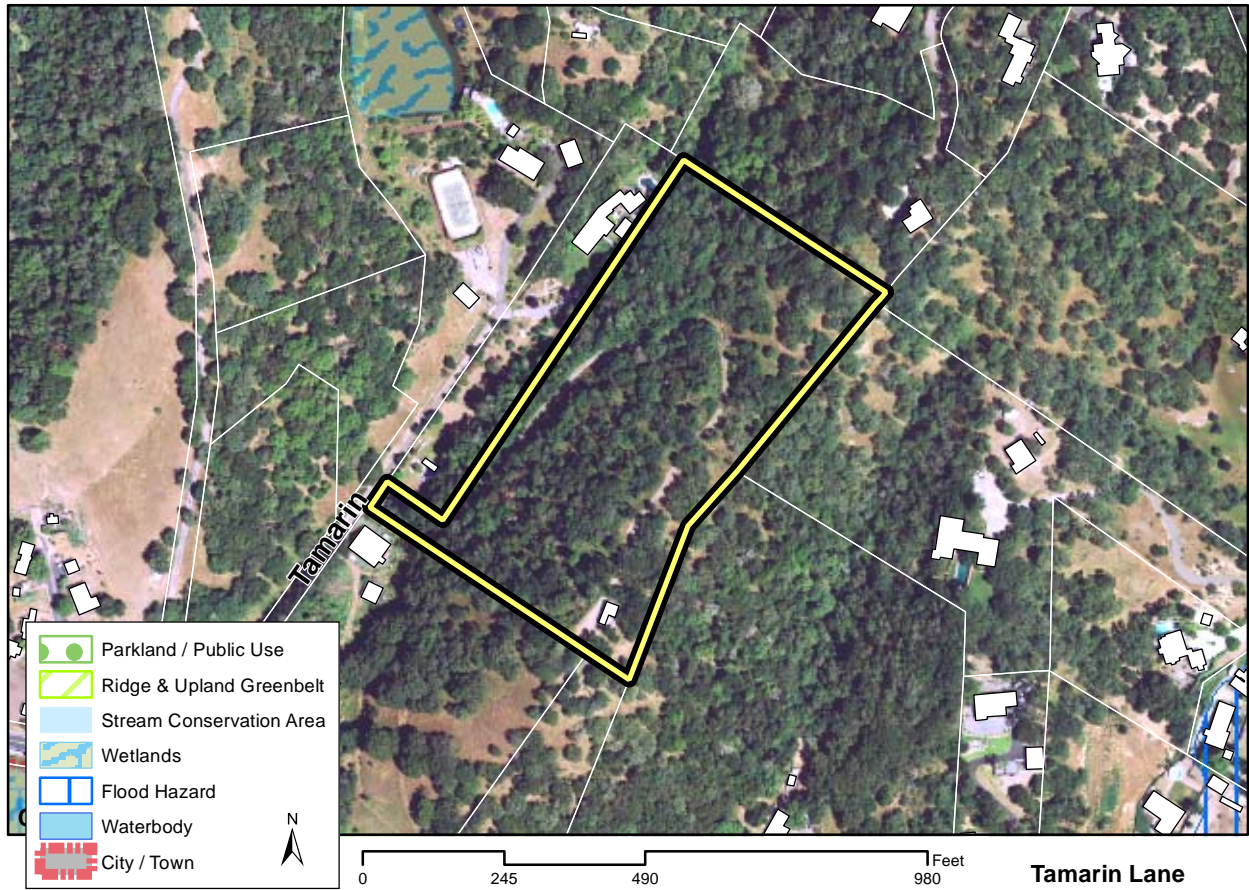 Tamarin
Parkland / Public Use
Ridge & Upland Greenbelt
Stream Conservation Area
Wetlands
Flood Hazard
Waterbody
City / Town
N
Feet
0 245 490 980
Tamarin Lane